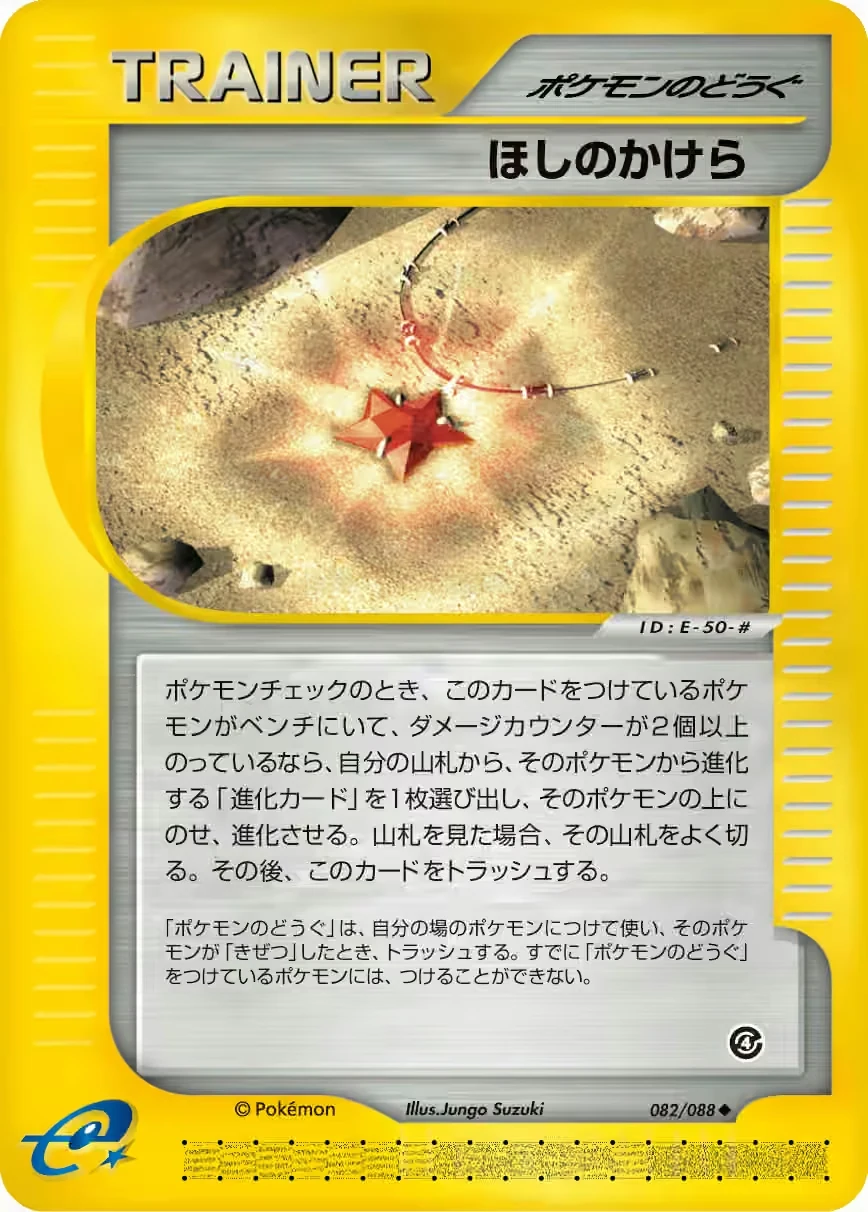 TRAINER
ポケモンのどうぐ
ほしのかけら
ID:E-50-#
ポケモンチェックのとき、このカードをつけているポケ
モンがベンチにいて、ダメージカウンターが2個以上
のっているなら、自分の山札から、そのポケモンから進化
する「進化カード」を1枚選び出し、そのポケモンの上に
のせ、進化させる。山札を見た場合、その山札をよく切
る。その後、このカードをトラッシュする。
「ポケモンのどうぐ」は、自分の場のポケモンにつけて使い、そのポケ
モンが「きぜつ」したとき、トラッシュする。すでに「ポケモンのどうぐ」
をつけているポケモンには、つけることができない。
4
© Pokémon
Illus.Jungo Suzuki
082/088◆
e